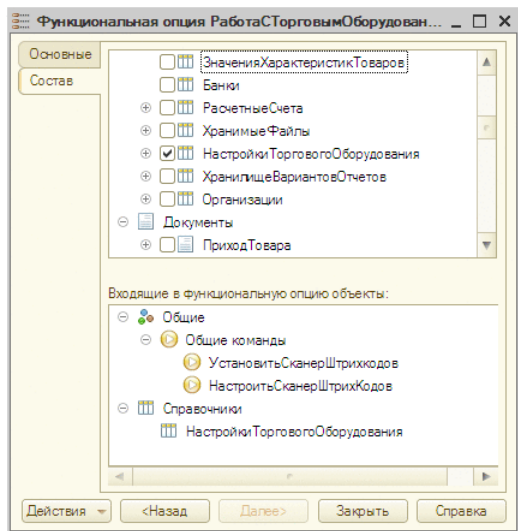 Функциональная опция РаботаСТорговымОборудован...
Основные
Состав
ЗначенияХарактеристикТоваров
Банки
РасчетныеСчета
ХранимыеФайлы
НастройкиТорговогоОборудования
ХранилищеВариантовОтчетов
Организации
Документы
ПриходТовара
Входящие в функциональную опцию объекты:
Общие
Общие команды
УстановитьСканерШтрихкодов
НастроитьСканерШтрихКодов
Справочники
НастройкиТорговогоОборудования
Действия <Назад Далее> Закрыть Справка